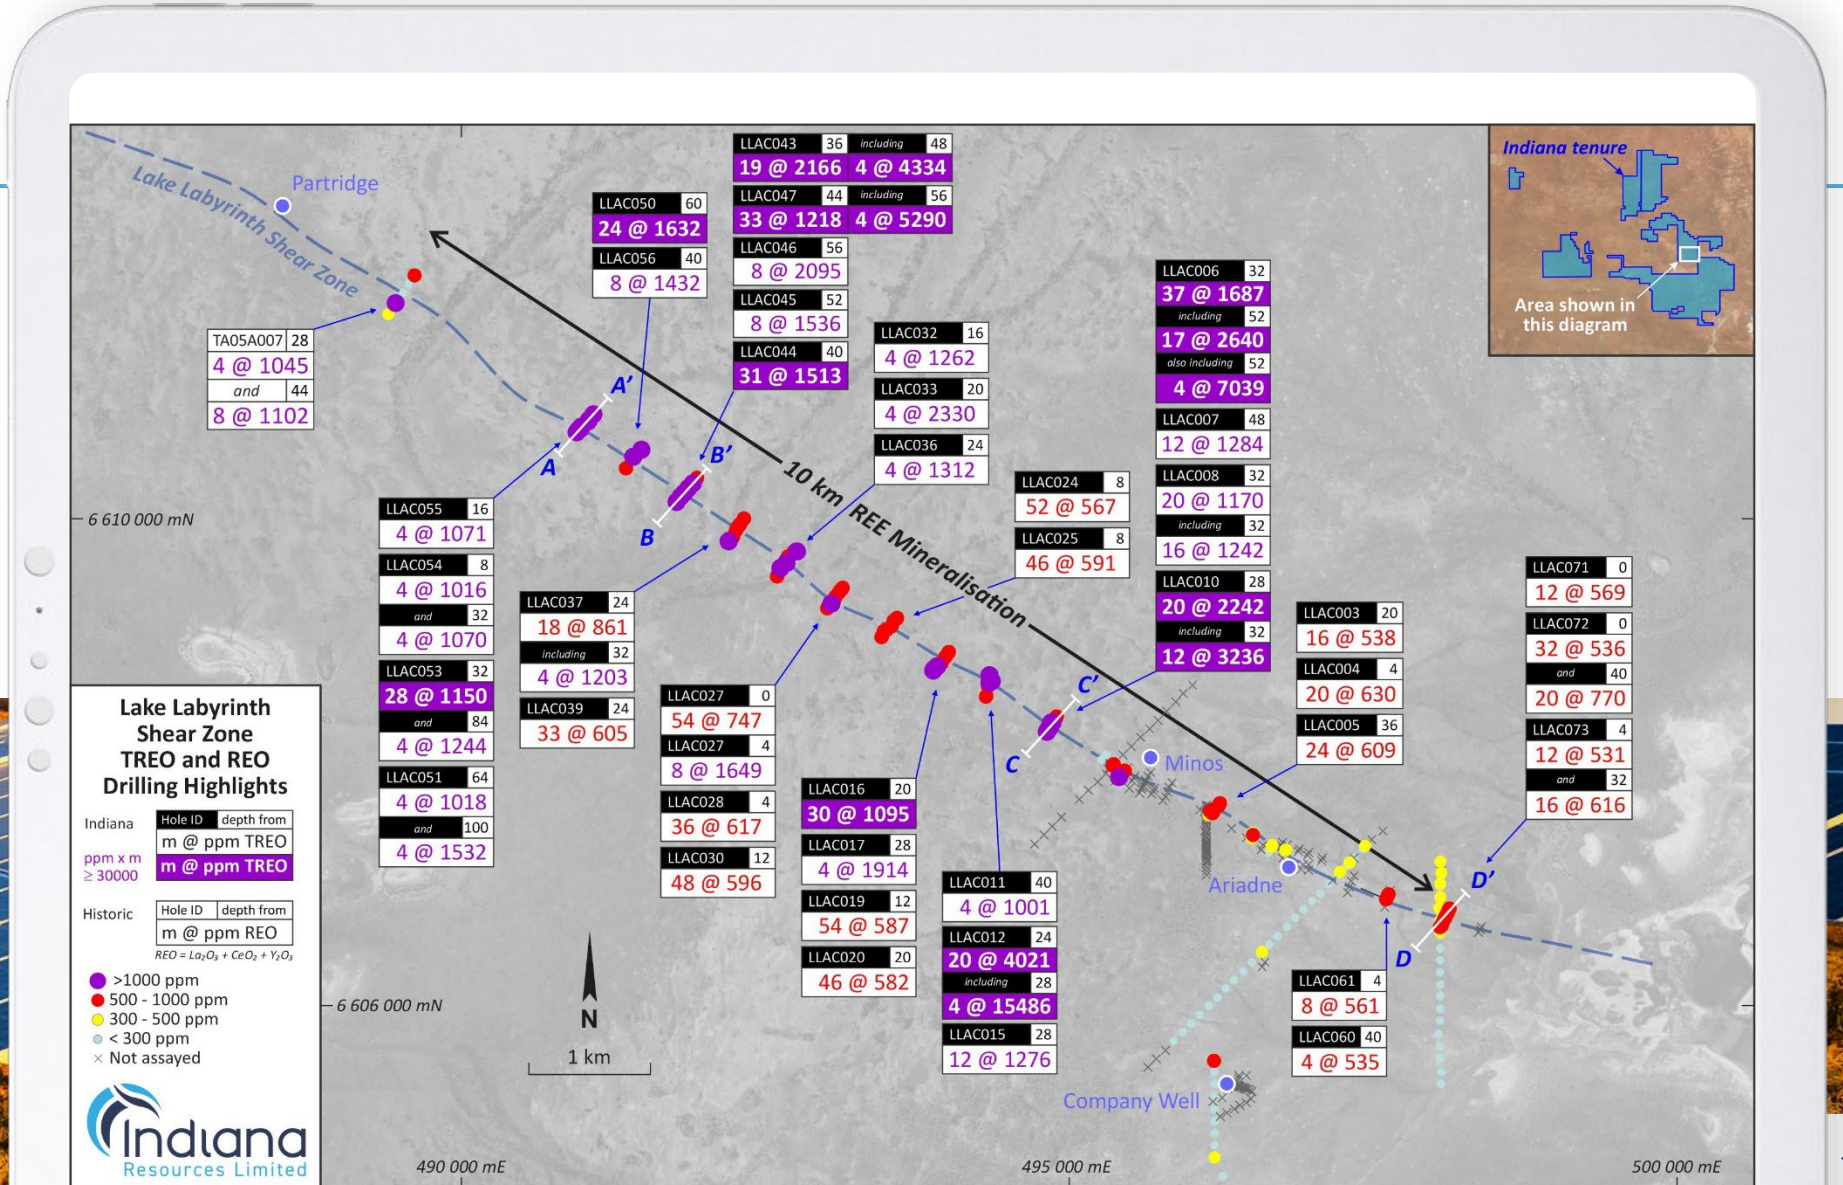 Lake Labyrinth Shear Zone
Partridge
TA05A007 28
4 @ 1045
and 44
8 @ 1102
LLAC050 60
24 @ 1632
LLAC056 40
8 @ 1432
LLAC043 36 including 48
19 @ 2166 4 @ 4334
LLAC047 44 including 56
33 @ 1218 4 @ 5290
LLAC046 56
8 @ 2095
LLAC045 52
8 @ 1536
LLAC044 40
31 @ 1513
LLAC032 16
4 @ 1262
LLAC033 20
4 @ 2330
LLAC036 24
4 @ 1312
LLAC006 32
37 @ 1687
including 52
17 @ 2640
also including 52
4 @ 7039
LLAC007 48
12 @ 1284
LLAC008 32
20 @ 1170
including 32
16 @ 1242
LLAC010 28
20 @ 2242
including 32
12 @ 3236
Indiana tenure
Area shown in
this diagram
A'
A
B'
B
10 km REE Mineralisation
6 610 000 mN
LLAC055 16
4 @ 1071
LLAC054 8
4 @ 1016
and 32
4 @ 1070
LLAC053 32
28 @ 1150
and 84
4 @ 1244
LLAC051 64
4 @ 1018
and 100
4 @ 1532
LLAC037 24
18 @ 861
including 32
4 @ 1203
LLAC039 24
33 @ 605
LLAC024 8
52 @ 567
LLAC025 8
46 @ 591
LLAC027 0
54 @ 747
LLAC027 4
8 @ 1649
LLAC028 4
36 @ 617
LLAC030 12
48 @ 596
LLAC016 20
30 @ 1095
LLAC017 28
4 @ 1914
LLAC019 12
54 @ 587
LLAC020 20
46 @ 582
LLAC011 40
4 @ 1001
LLAC012 24
20 @ 4021
including 28
4 @ 15486
LLAC015 28
12 @ 1276
C'
C
Minos
LLAC003 20
16 @ 538
LLAC004 4
20 @ 630
LLAC005 36
24 @ 609
LLAC071 0
12 @ 569
LLAC072 0
32 @ 536
and 40
20 @ 770
LLAC073 4
12 @ 531
and 32
16 @ 616
Ariadne
D'
D
LLAC061 4
8 @ 561
LLAC060 40
4 @ 535
Company Well
Lake Labyrinth
Shear Zone
TREO and REO
Drilling Highlights
Indiana
Hole ID depth from
m @ ppm TREO
ppm x m
≥ 30000
m @ ppm TREO
Historic
Hole ID depth from
m @ ppm REO
REO = La₂O₃ + CeO₂ + Y₂O₃
>1000 ppm
500 - 1000 ppm
300 - 500 ppm
< 300 ppm
Not assayed
Indiana
Resources Limited
6 606 000 mN
N
1 km
490 000 mE
495 000 mE
500 000 mE